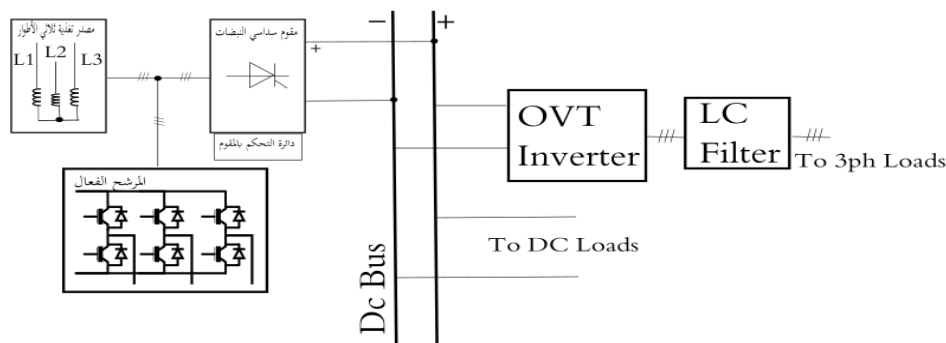 مصدر تغذية ثلاثي الأطوار
L1 L2 L3
مقوم سداسي النبضات
+
دائرة التحكم بالمقوم
المرشح الفعال
− +
Dc Bus
OVT
Inverter
LC
Filter
To 3ph Loads
To DC Loads